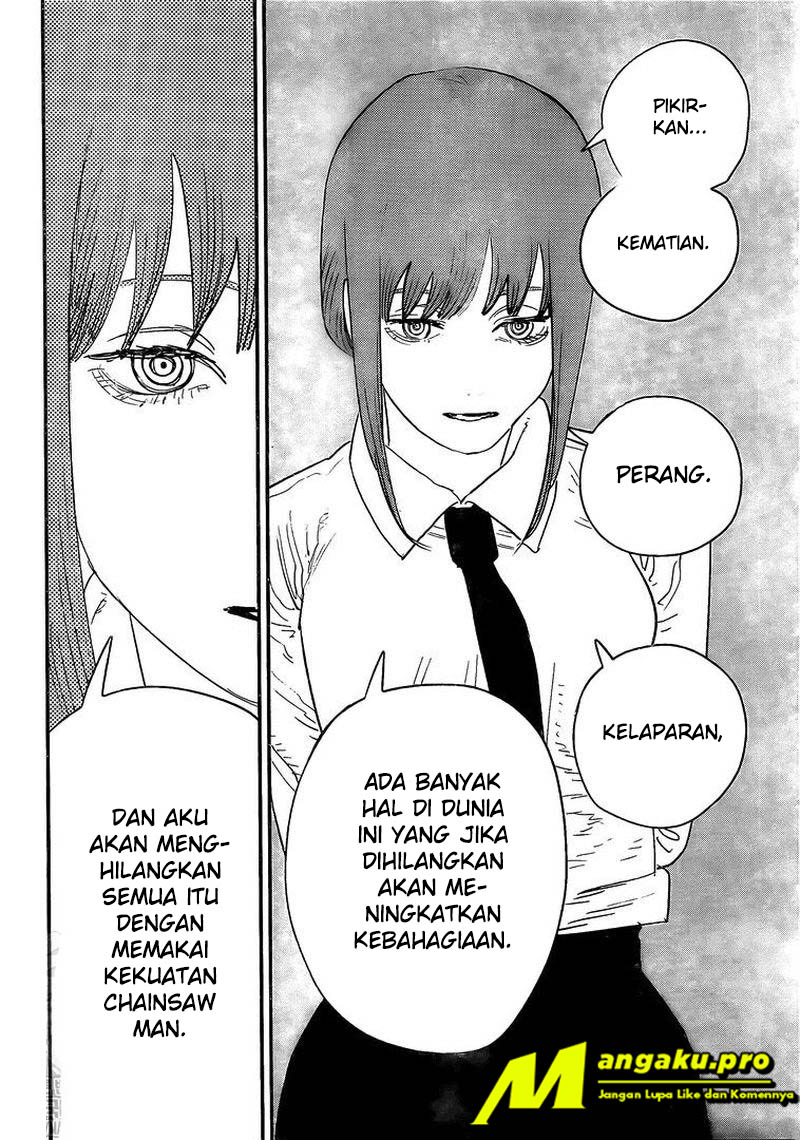 PIKIR-
KAN...
KEMATIAN.
PERANG.
KELAPARAN,
ADA BANYAK
HAL DI DUNIA
INI YANG JIKA
DIHILANGKAN
AKAN ME-
NINGKATKAN
KEBAHAGIAAN.
DAN AKU
AKAN MENG-
HILANGKAN
SEMUA ITU
DENGAN
MEMAKAI
KEKUATAN
CHAINSAW
MAN.
Mangaku.pro
Jangan Lupa Like dan Komennya